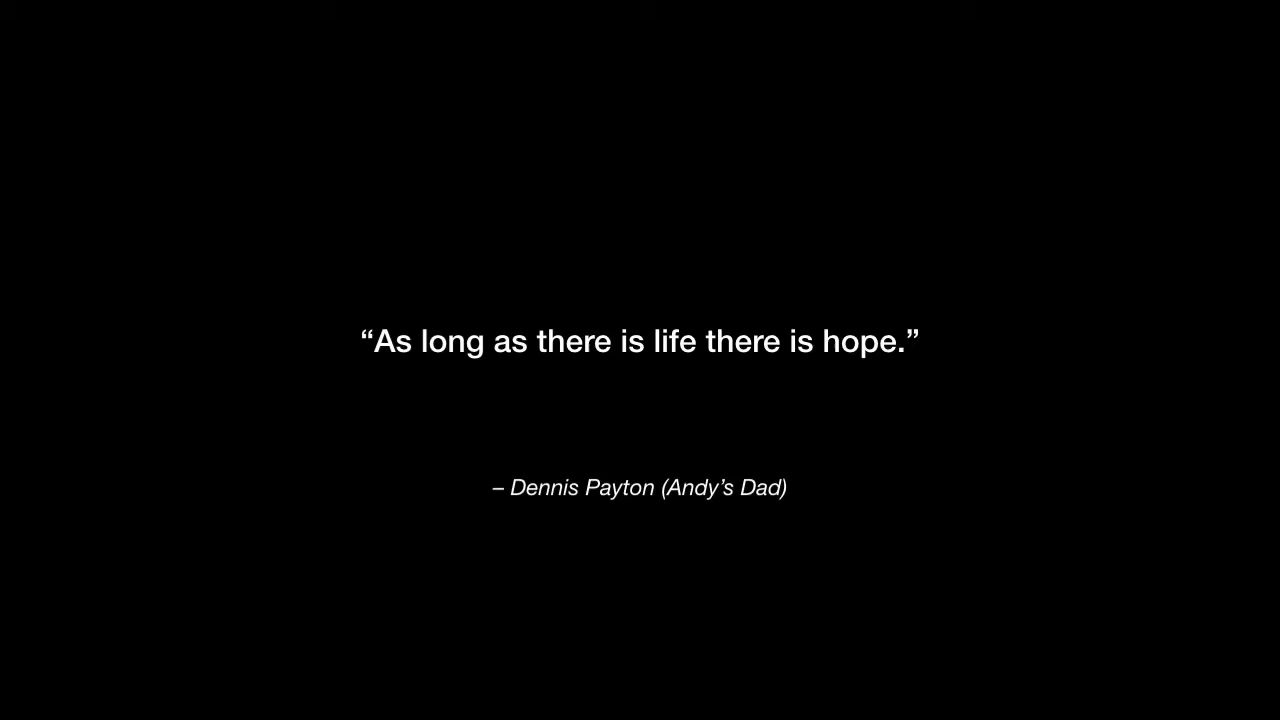 “As long as there is life there is hope.”
– Dennis Payton (Andy’s Dad)